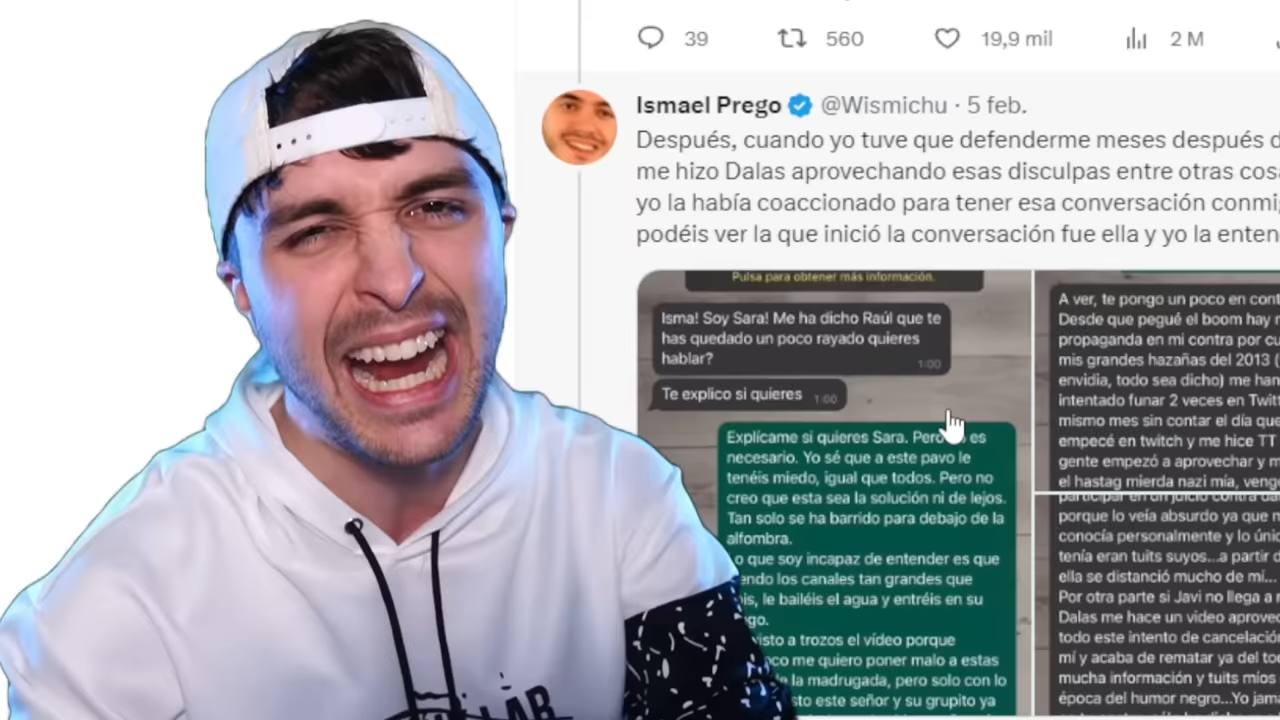 39 560 19,9 mil 2 M
Ismael Prego @Wismichu · 5 feb.
Después, cuando yo tuve que defenderme meses después d
me hizo Dalas aprovechando esas disculpas entre otras cosa
yo la había coaccionado para tener esa conversación conmi
podéis ver la que inició la conversación fue ella y yo la enten
Pulsa para obtener más información.
Isma! Soy Sara! Me ha dicho Raúl que te
has quedado un poco rayado quieres
hablar?
1:00
Te explico si quieres 1:00
Explícame si quieres Sara. Pero es
necesario. Yo sé que a este pavo le
tenéis miedo, igual que todos. Pero no
creo que esta sea la solución ni de lejos.
Tan solo se ha barrido para debajo de la
alfombra.
o que soy incapaz de entender es que
endo los canales tan grandes que
is, le bailéis el agua y entréis en su
go.
visto a trozos el vídeo porque
co me quiero poner malo a estas
la madrugada, pero solo con lo
sto este señor y su grupito ya
A ver, te pongo un poco en cont
Desde que pegué el boom hay
propaganda en mi contra por cu
mis grandes hazañas del 2013 (
envidia, todo sea dicho) me han
intentado funar 2 veces en Twitt
mismo mes sin contar el día que
empecé en twitch y me hice TT
gente empezó a aprovechar y m
el hastag mierda nazi mía, veng
participar en un juicio contra da
porque lo veía absurdo ya que n
conocía personalmente y lo únic
tenía eran tuits suyos...a partir d
ella se distanció mucho de mí...
Por otra parte si Javi no llega a
Dalas me hace un video aprovec
todo este intento de cancelació
mí y acaba de rematar ya del to
mucha información y tuits míos
época del humor negro...Yo jama
LAB